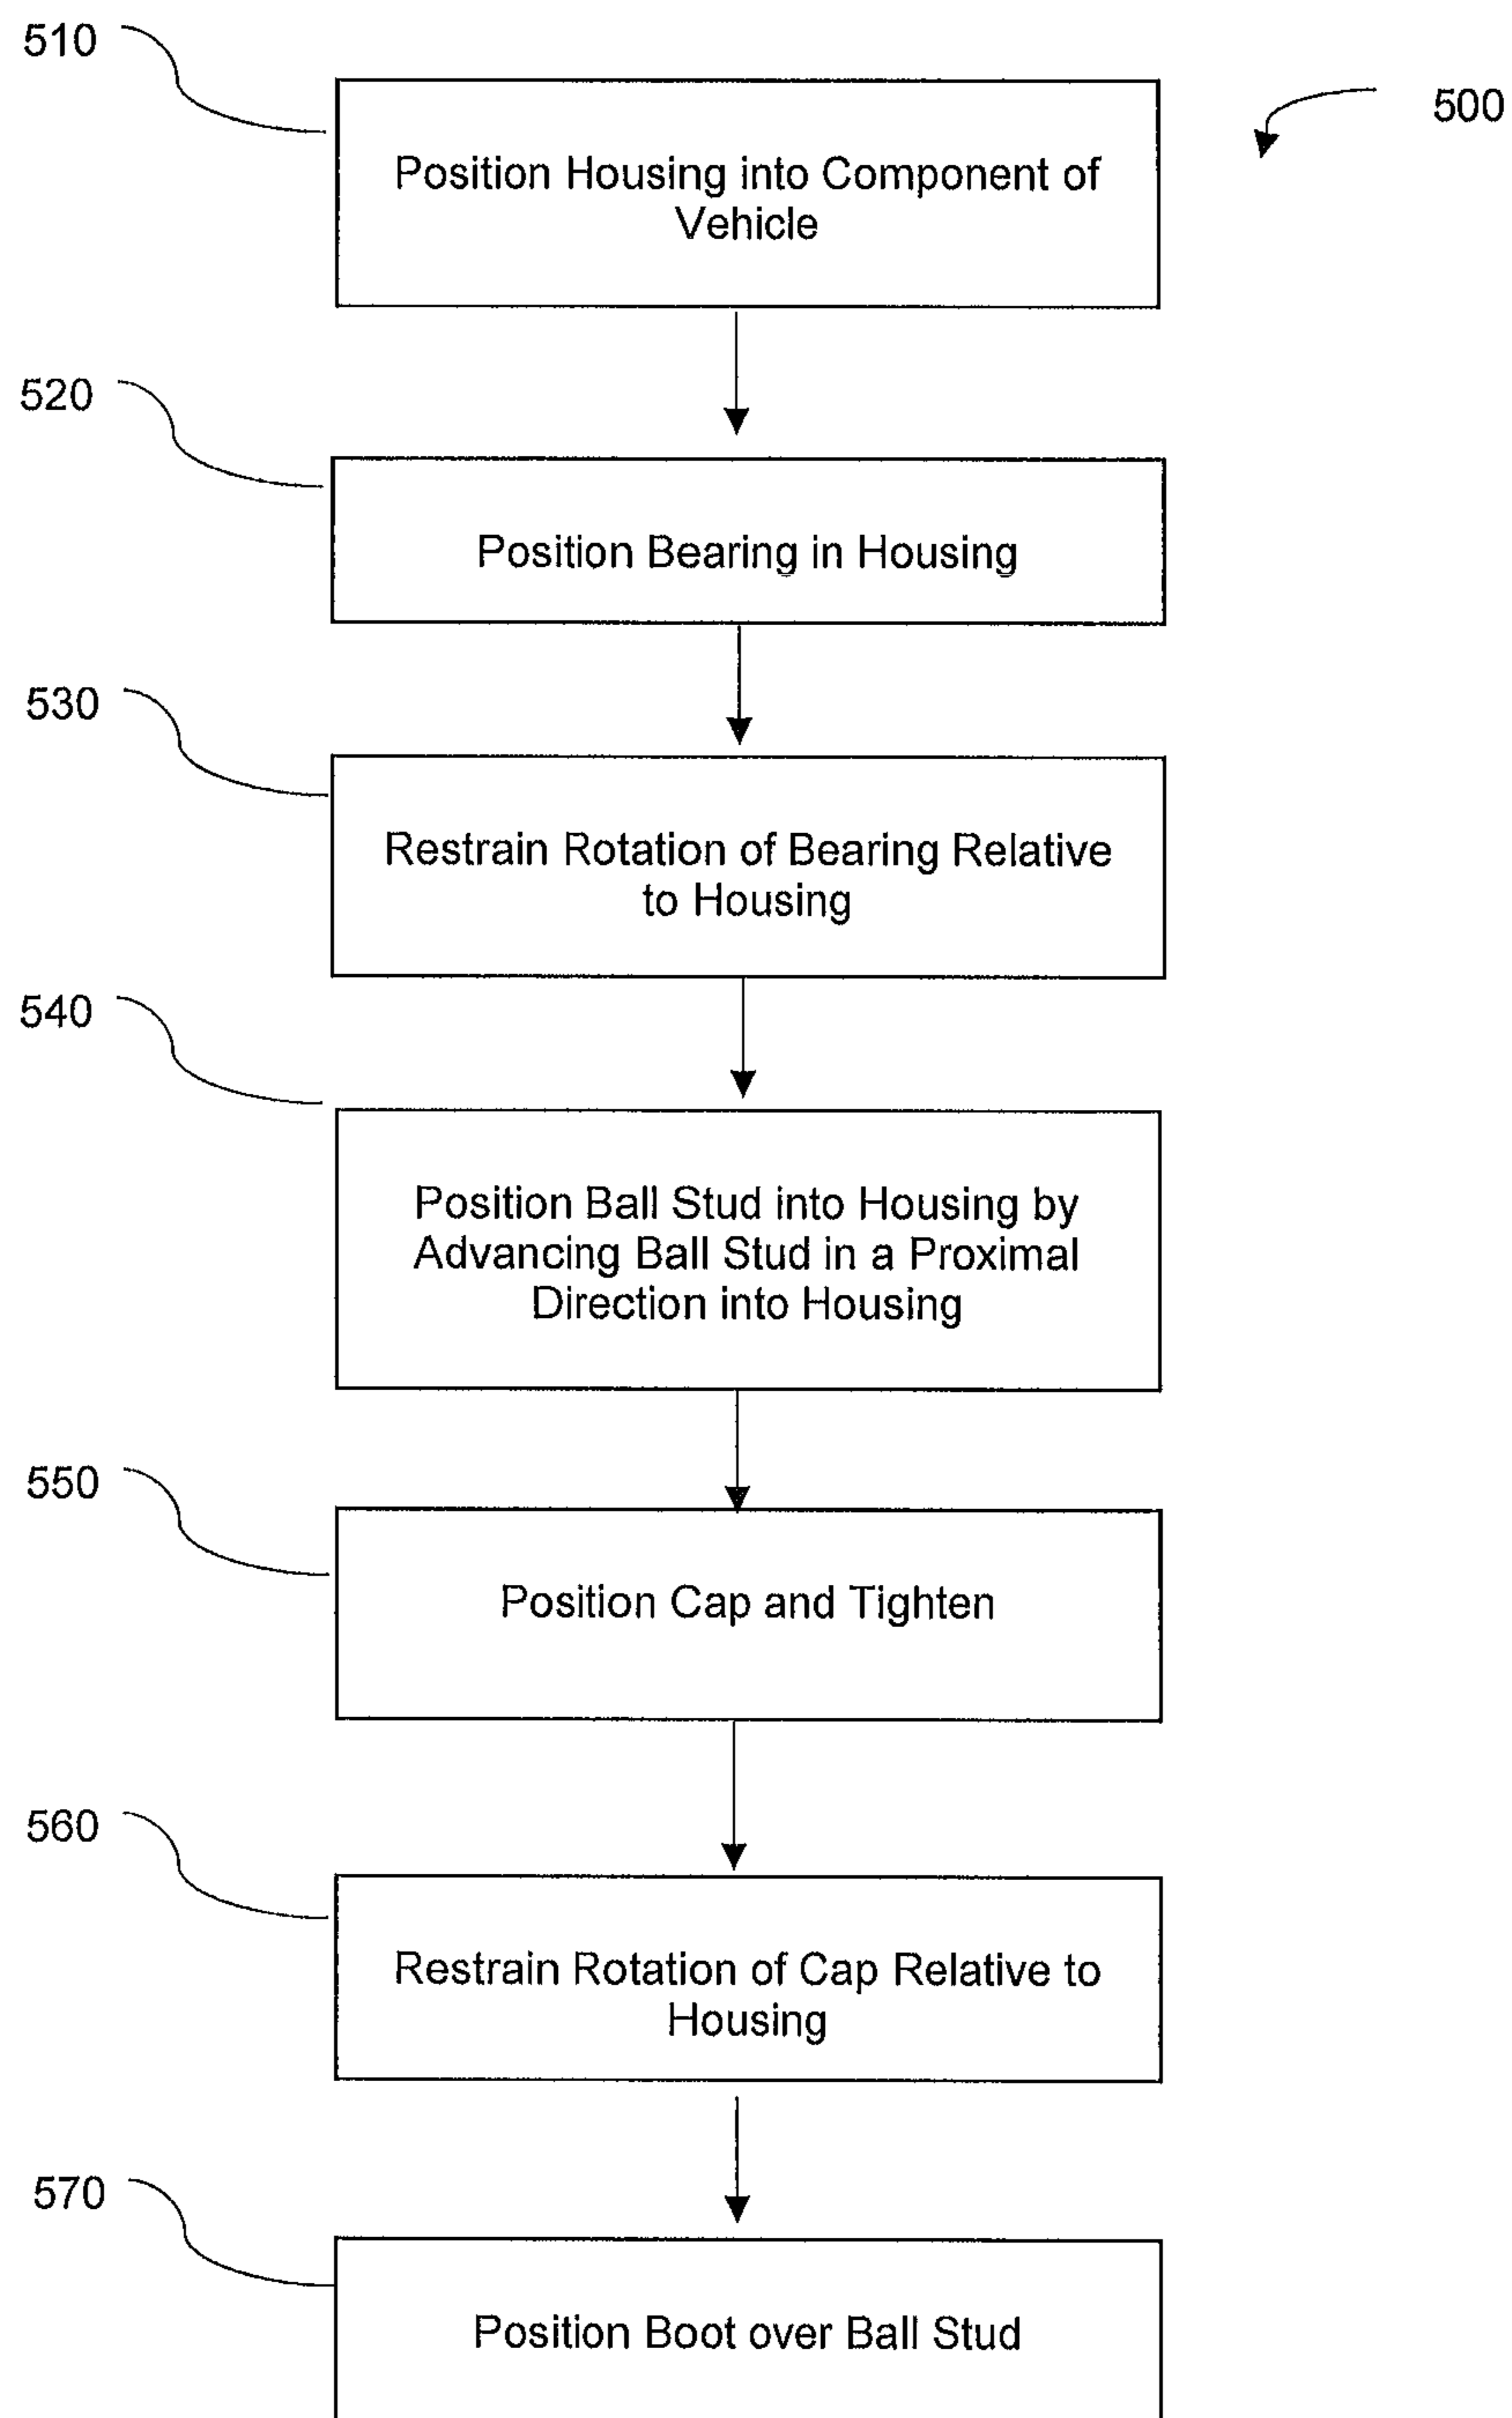 510
500
Position Housing into Component of
Vehicle
520
Position Bearing in Housing
530
Restrain Rotation of Bearing Relative
to Housing
540
Position Ball Stud into Housing by
Advancing Ball Stud in a Proximal
Direction into Housing
550
Position Cap and Tighten
560
Restrain Rotation of Cap Relative to
Housing
570
Position Boot over Ball Stud